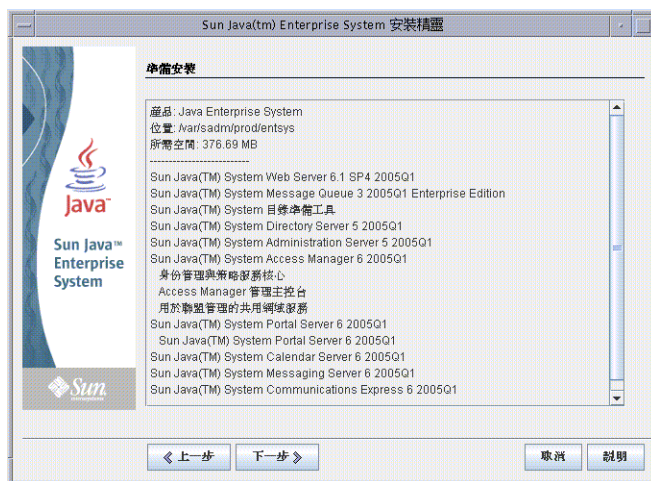 Sun Java(tm) Enterprise System 安裝精靈
準備安裝
產品: Java Enterprise System
位置: /var/sadm/prod/entsys
所需空間: 376.69 MB
--------------------------
Sun Java(TM) System Web Server 6.1 SP4 2005Q1
Sun Java(TM) System Message Queue 3 2005Q1 Enterprise Edition
Sun Java(TM) System 目錄準備工具
Sun Java(TM) System Directory Server 5 2005Q1
Sun Java(TM) System Administration Server 5 2005Q1
Sun Java(TM) System Access Manager 6 2005Q1
身份管理與策略服務核心
Access Manager 管理主控台
用於聯盟管理的共用網域服務
Sun Java(TM) System Portal Server 6 2005Q1
Sun Java(TM) System Portal Server 6 2005Q1
Sun Java(TM) System Calendar Server 6 2005Q1
Sun Java(TM) System Messaging Server 6 2005Q1
Sun Java(TM) System Communications Express 6 2005Q1
Java™
Sun Java™
Enterprise
System
Sun
microsystems
《 上一步
下一步 》
取消
說明